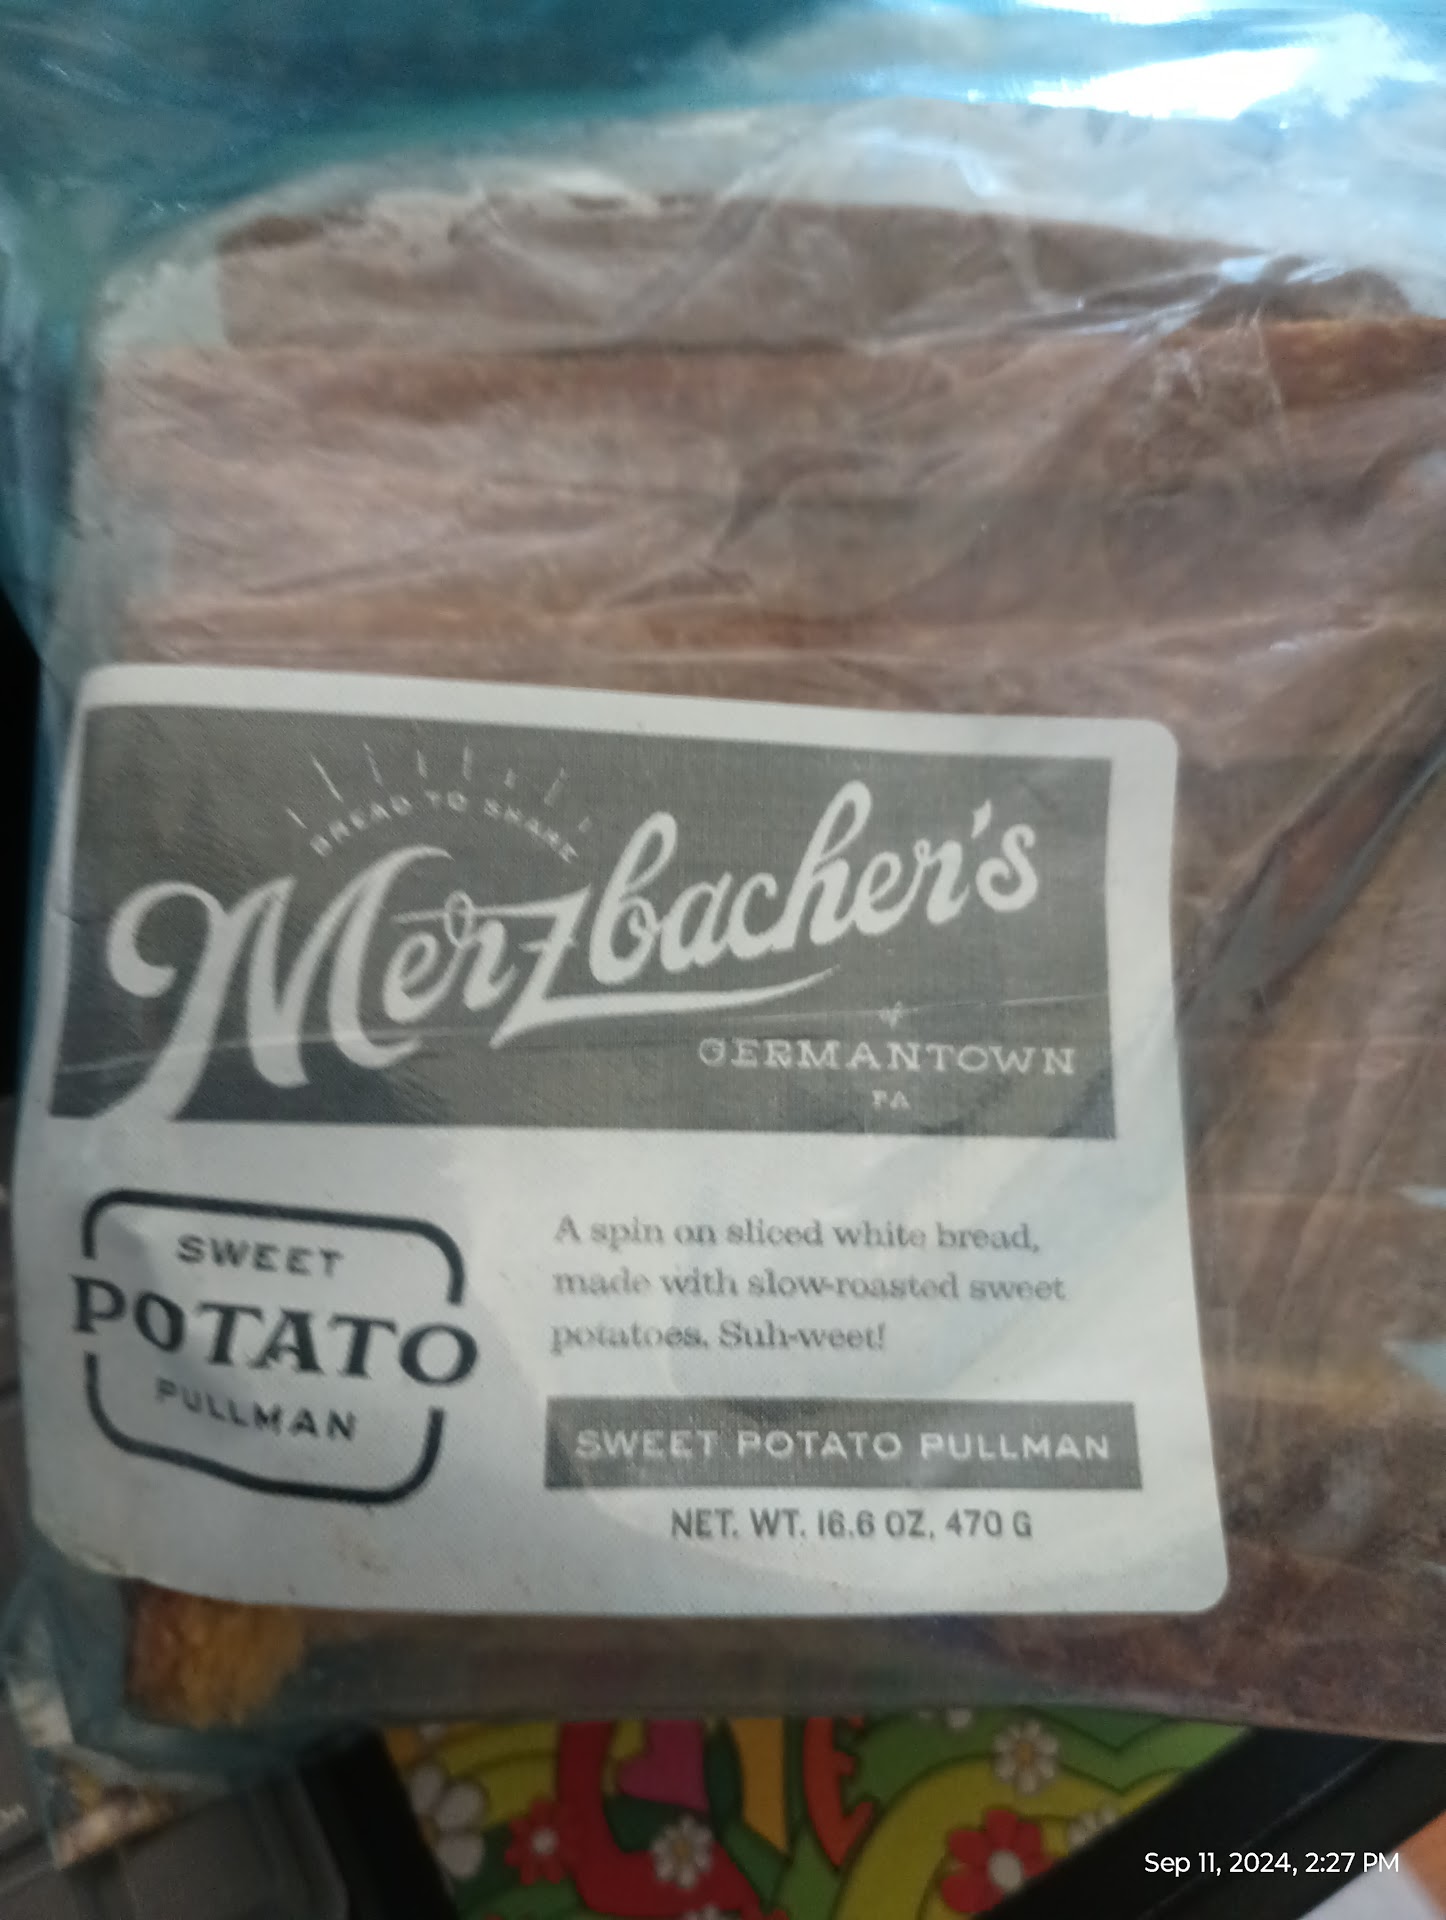 BREAD TO SHARE
Merzbacher's
of
GERMANTOWN
PA
SWEET
POTATO
PULLMAN
A spin on sliced white bread,
made with slow-roasted sweet
potatoes. Suh-weet!
SWEET POTATO PULLMAN
NET. WT. 16.6 OZ, 470 G
Sep 11, 2024, 2:27 PM